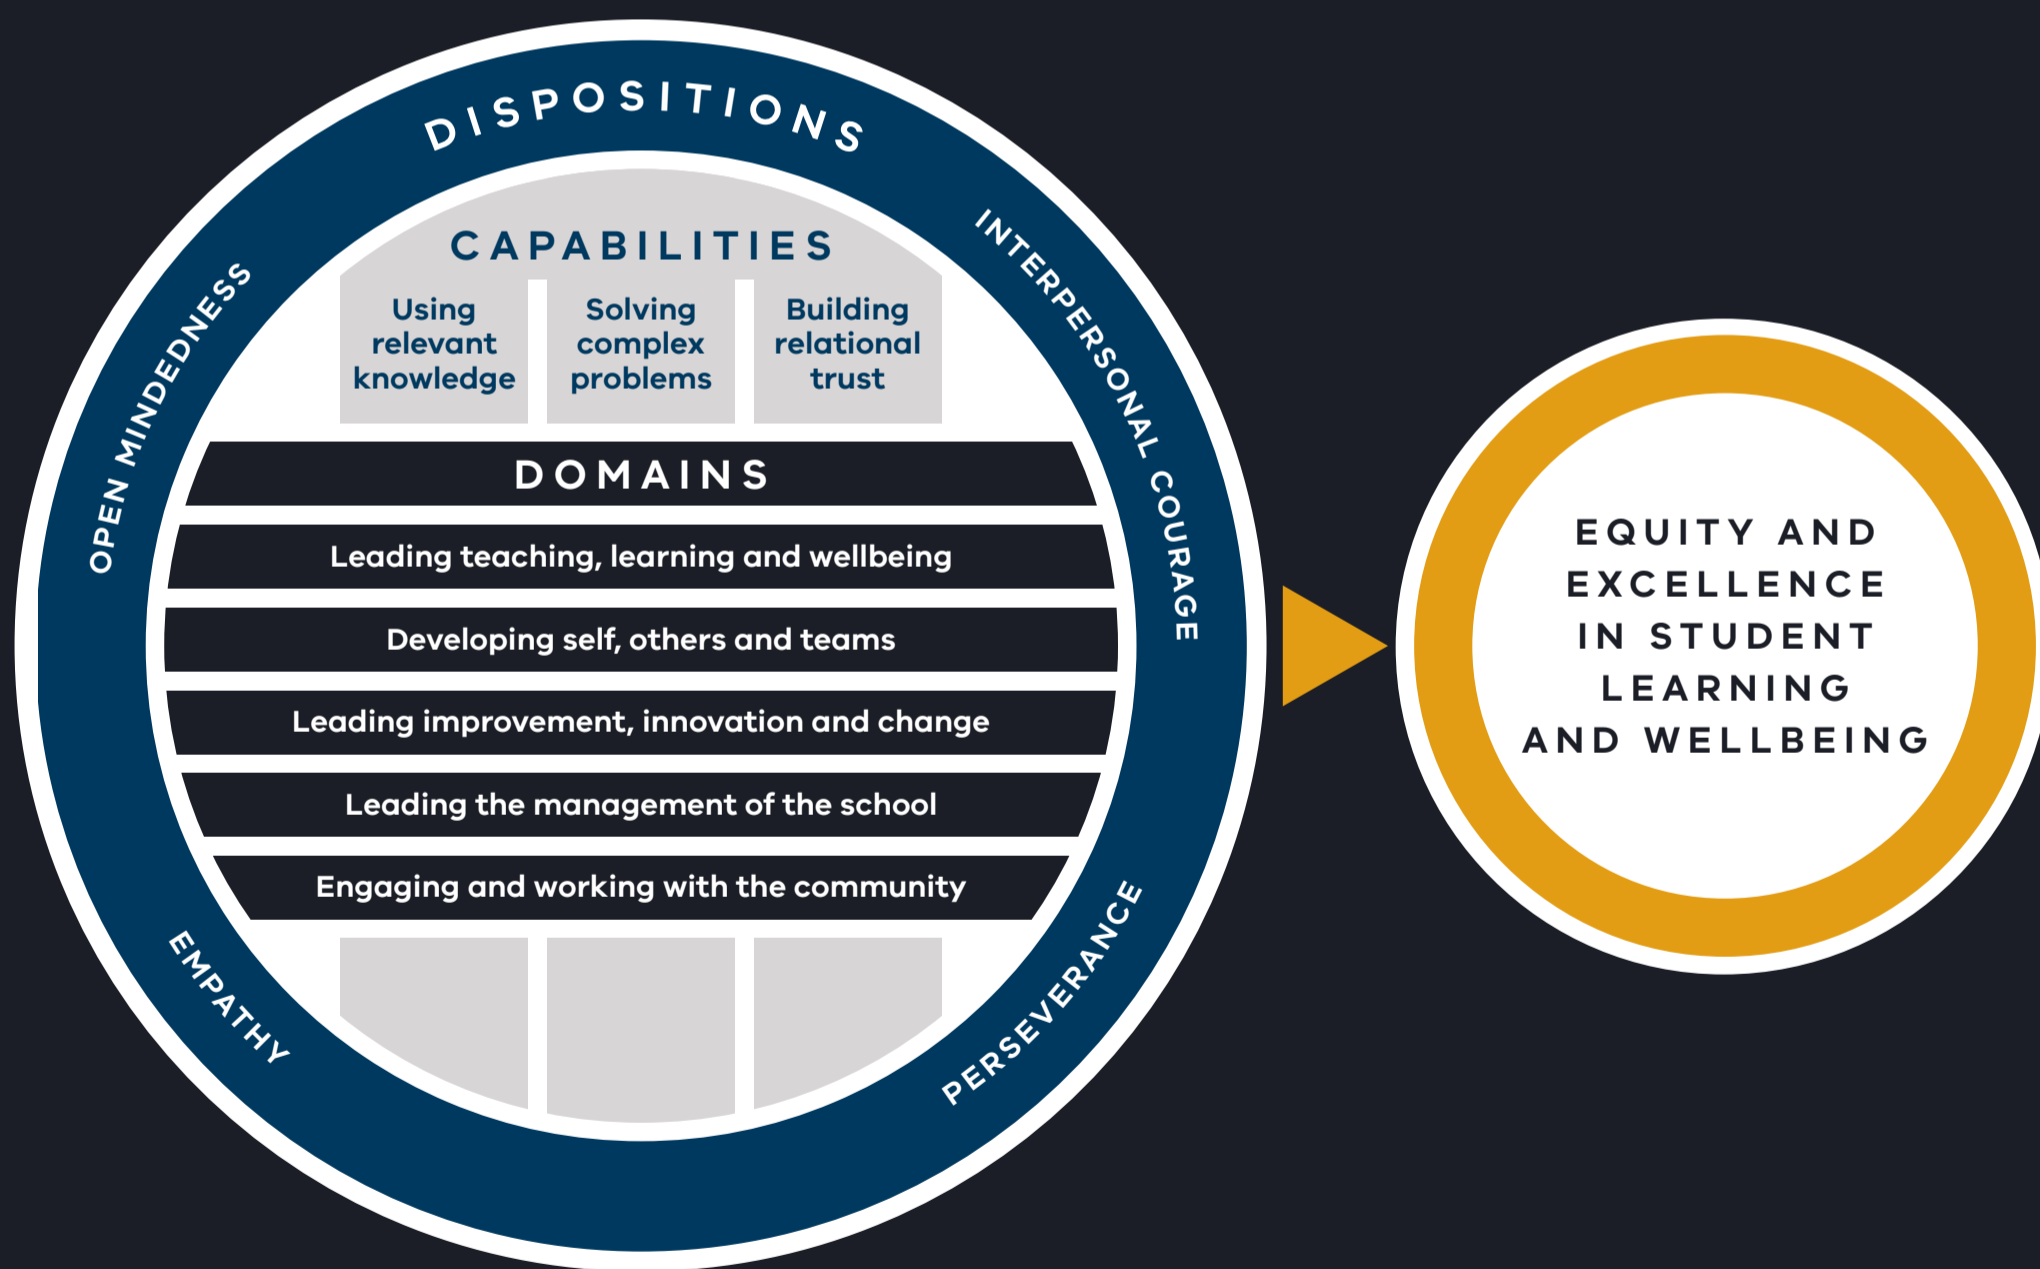 DISPOSITIONS
OPEN MINDEDNESS
INTERPERSONAL COURAGE
EMPATHY
PERSEVERANCE
CAPABILITIES
Using
relevant
knowledge
Solving
complex
problems
Building
relational
trust
DOMAINS
Leading teaching, learning and wellbeing
Developing self, others and teams
Leading improvement, innovation and change
Leading the management of the school
Engaging and working with the community
EQUITY AND
EXCELLENCE
IN STUDENT
LEARNING
AND WELLBEING